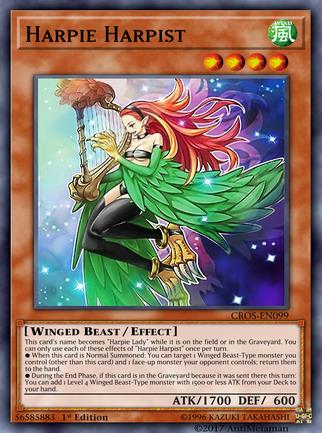 HARPIE HARPIST
WIND
風
CROS-EN099
[WINGED BEAST / EFFECT]
This card's name becomes "Harpie Lady" while it is on the field or in the Graveyard. You
can only use each of these effects of "Harpie Harpist" once per turn.
● When this card is Normal Summoned: You can target 1 Winged Beast-Type monster you
control (other than this card) and 1 face-up monster your opponent controls; return them
to the hand.
● During the End Phase, if this card is in the Graveyard because it was sent there this turn:
You can add 1 Level 4 Winged Beast-Type monster with 1500 or less ATK from your Deck
to your hand.
ATK/1700 DEF/ 600
56585883 1st Edition ©1996 KAZUKI TAKAHASHI
©2017 AntiMetaman